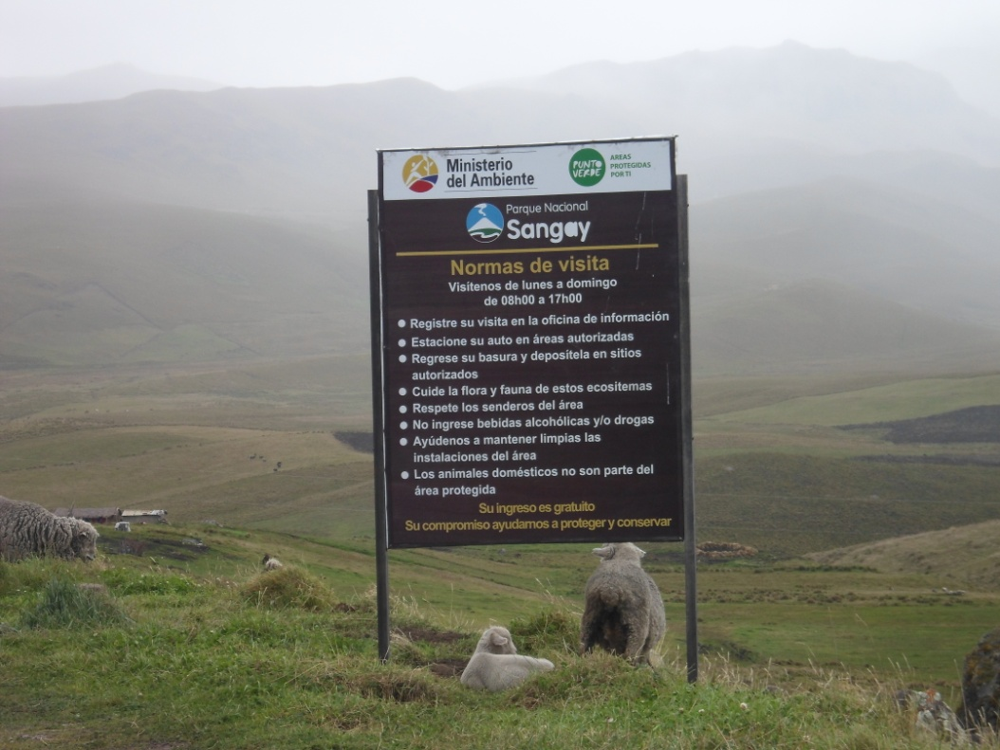 Ministerio
del Ambiente
PUNTO
VERDE
AREAS
PROTEGIDAS
POR TI
Parque Nacional
Sangay
Normas de visita
Visítenos de lunes a domingo
de 08h00 a 17h00
Registre su visita en la oficina de información
Estacione su auto en áreas autorizadas
Regrese su basura y deposítela en sitios
autorizados
Cuide la flora y fauna de estos ecositemas
Respete los senderos del área
No ingrese bebidas alcohólicas y/o drogas
Ayúdenos a mantener limpias las
instalaciones del área
Los animales domésticos no son parte del
área protegida
Su ingreso es gratuito
Su compromiso ayudarnos a proteger y conservar